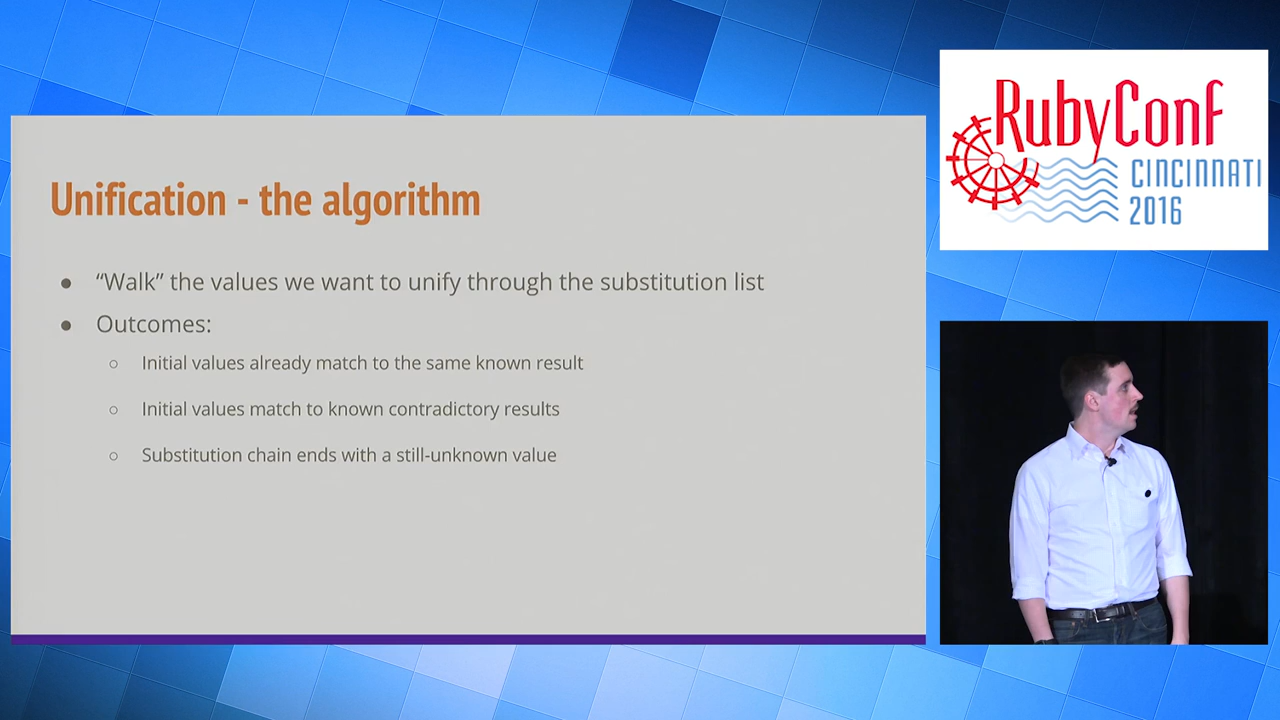 Unification - the algorithm
● “Walk” the values we want to unify through the substitution list
● Outcomes:
○ Initial values already match to the same known result
○ Initial values match to known contradictory results
○ Substitution chain ends with a still-unknown value
RubyConf
CINCINNATI
2016